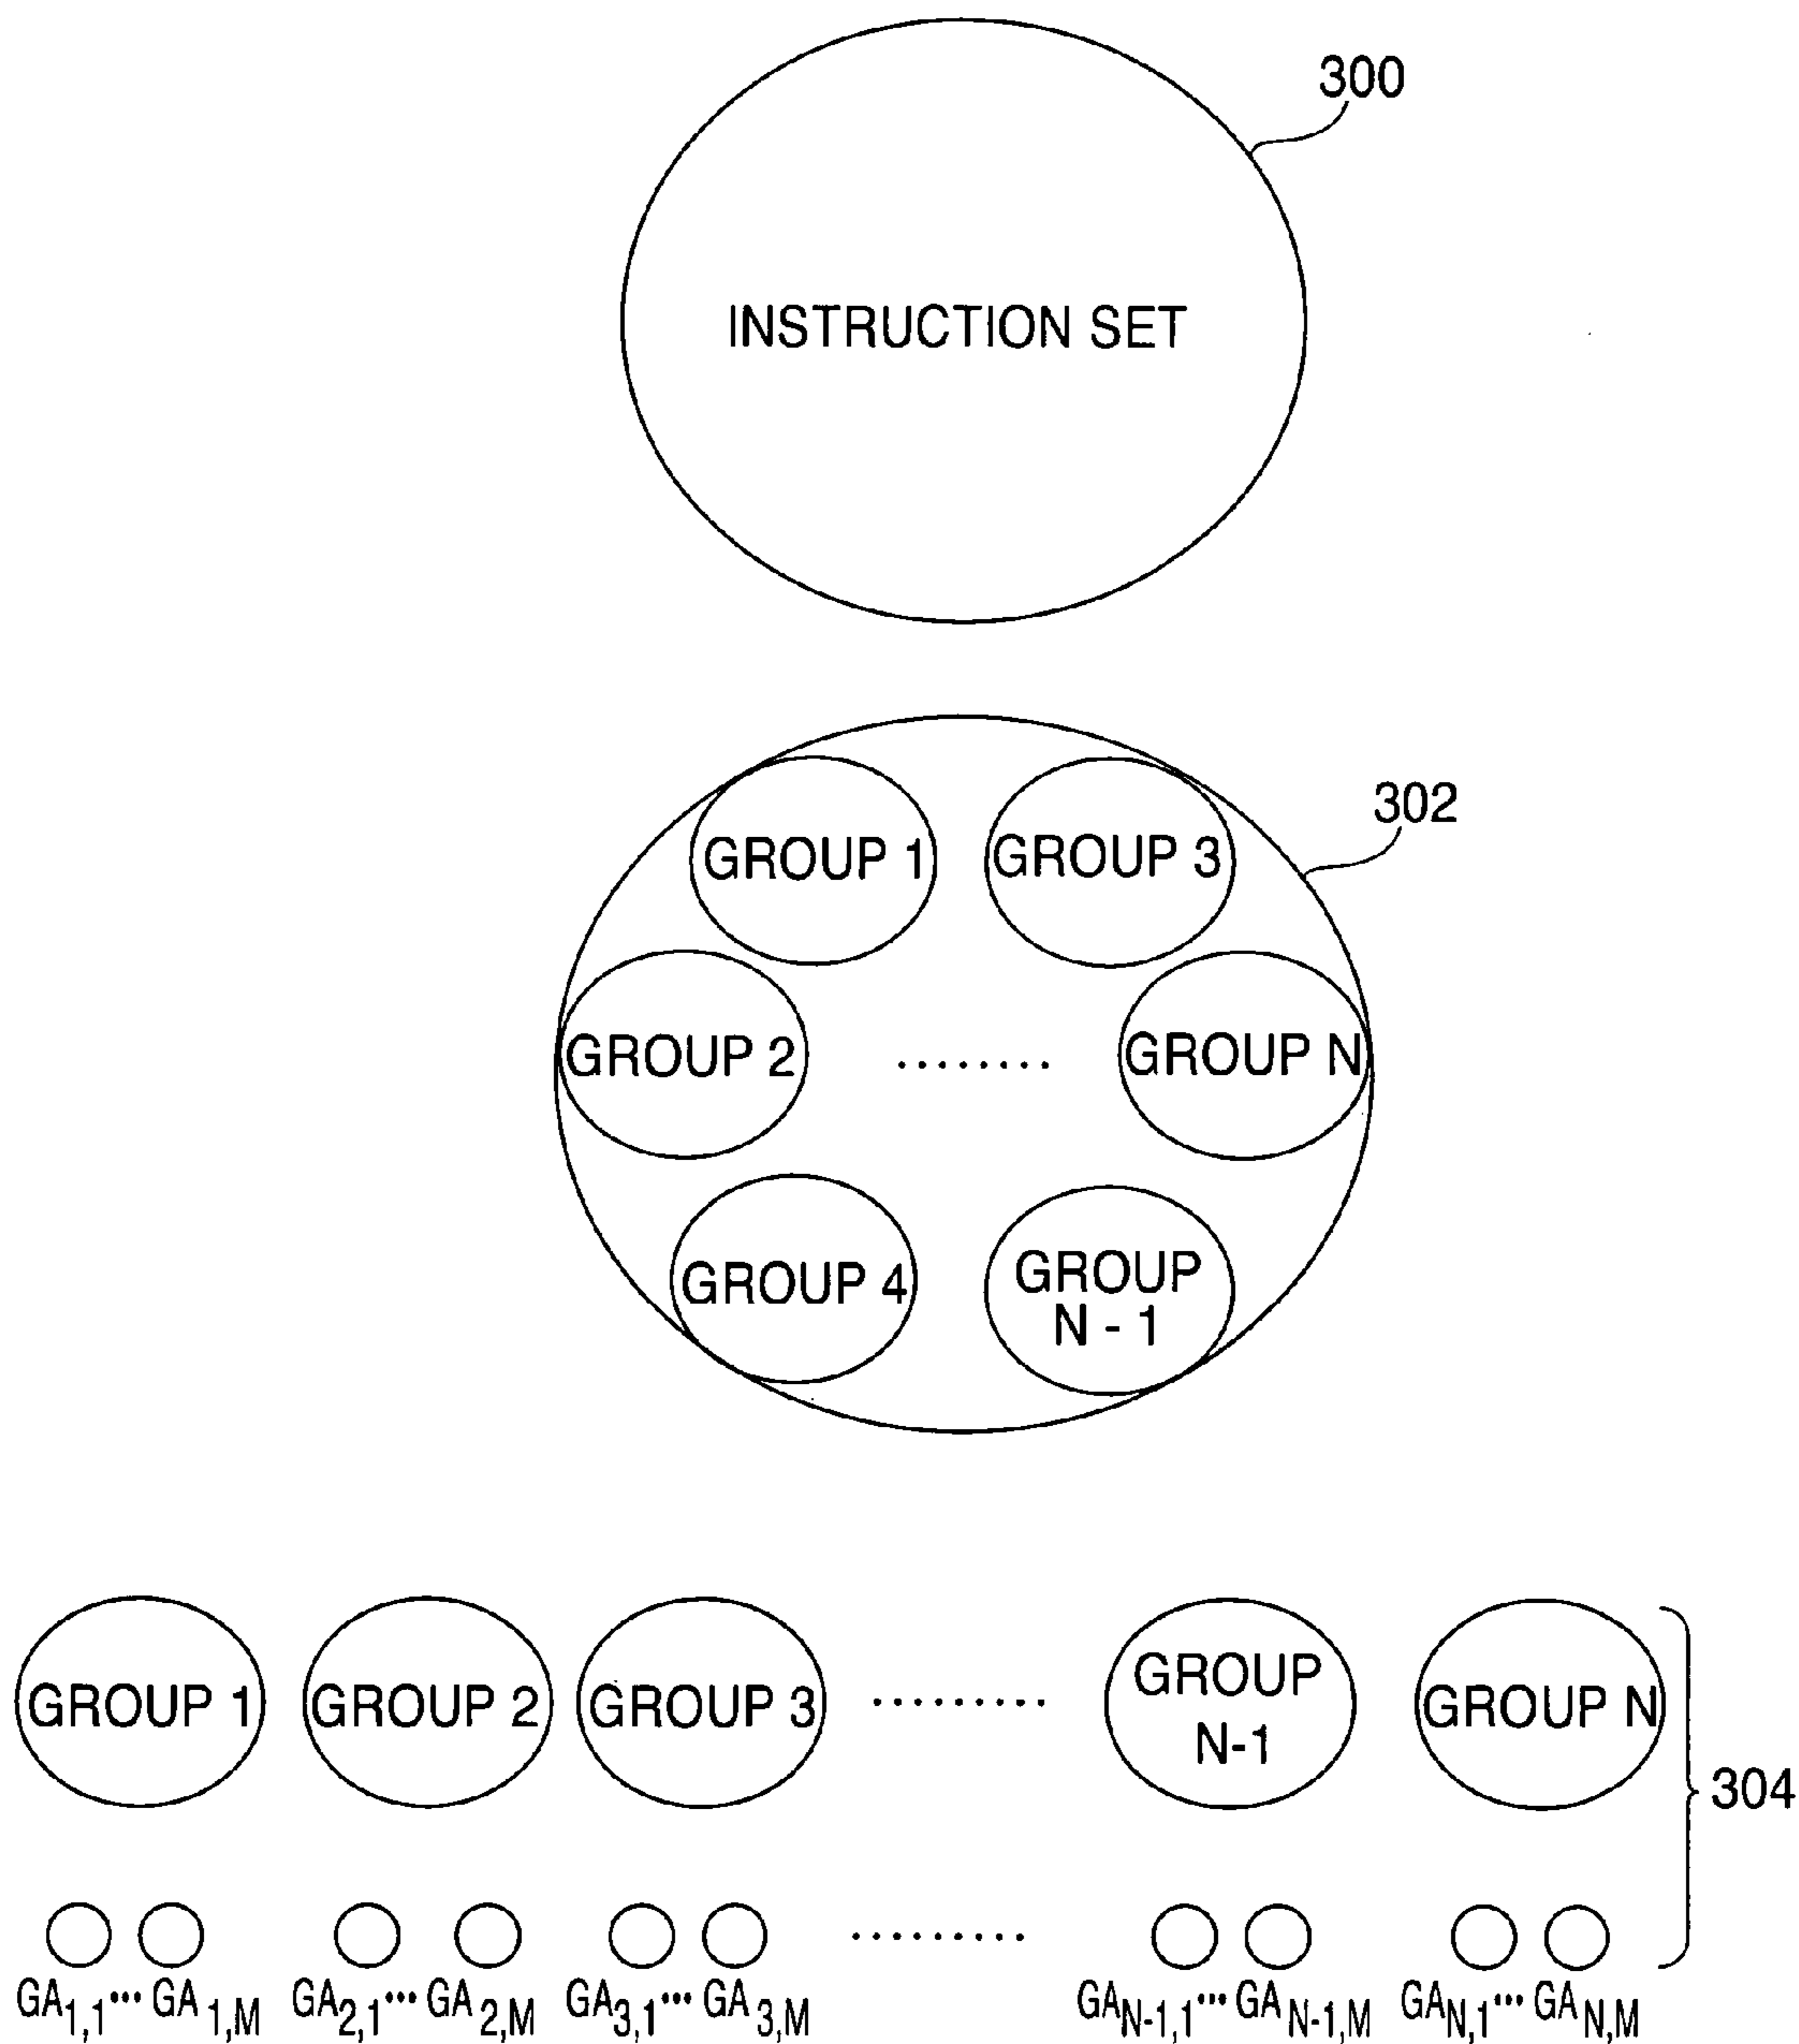 300
INSTRUCTION SET
302
GROUP 1 GROUP 3
GROUP 2 ........ GROUP N
GROUP 4 GROUP
N - 1
GROUP 1 GROUP 2 GROUP 3 ......... GROUP
N-1 GROUP N
304
.........
GA1,1 ... GA1,M GA2,1 ... GA2,M GA3,1 ... GA3,M GAN-1,1 ... GAN-1,M GAN,1 ... GAN,M